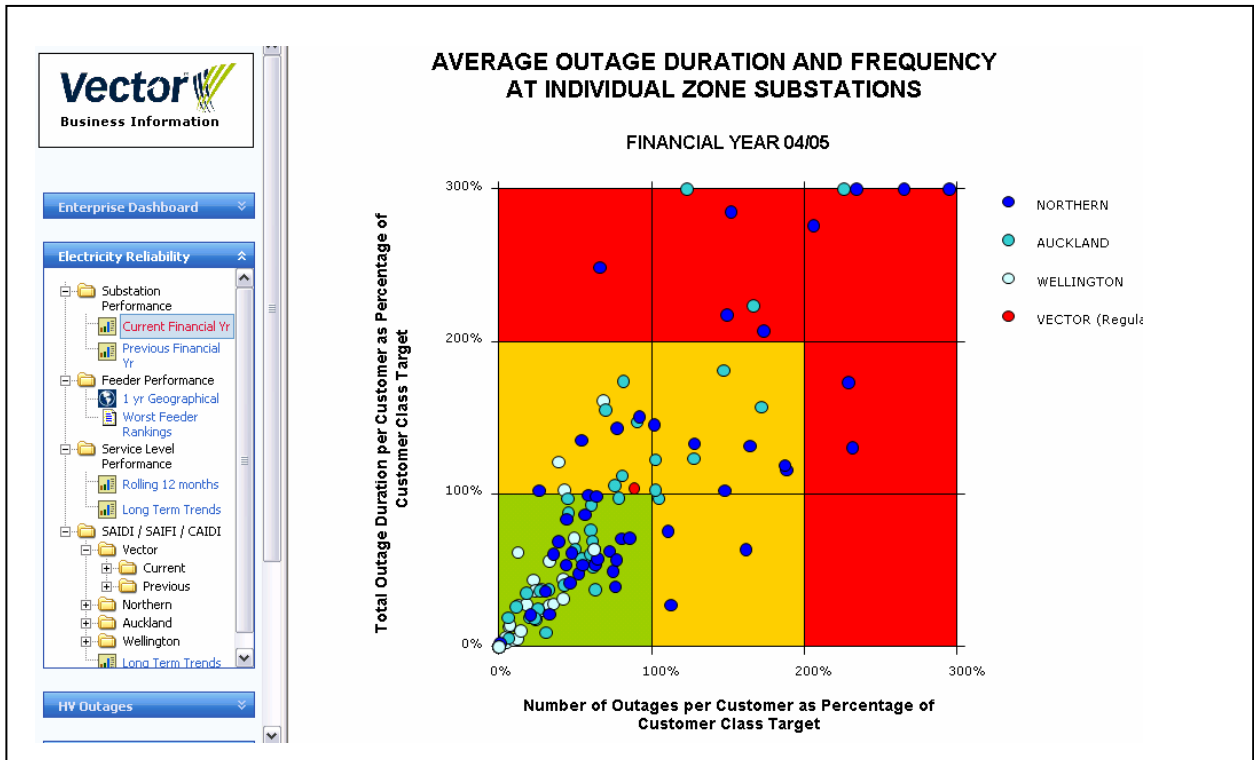 Vector
Business Information
Enterprise Dashboard
Electricity Reliability
Substation
Performance
Current Financial Yr
Previous Financial
Yr
Feeder Performance
1 yr Geographical
Worst Feeder
Rankings
Service Level
Performance
Rolling 12 months
Long Term Trends
SAIDI / SAIFI / CAIDI
Vector
Current
Previous
Northern
Auckland
Wellington
Long Term Trends
HV Outages
AVERAGE OUTAGE DURATION AND FREQUENCY
AT INDIVIDUAL ZONE SUBSTATIONS
FINANCIAL YEAR 04/05
Total Outage Duration per Customer as Percentage of
Customer Class Target
300%
200%
100%
0%
0%
100%
200%
300%
Number of Outages per Customer as Percentage of
Customer Class Target
NORTHERN
AUCKLAND
WELLINGTON
VECTOR (Regula